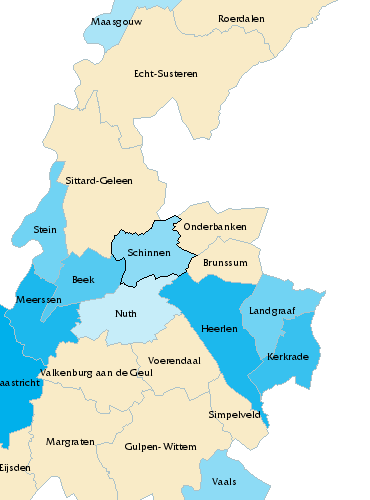 Roerdalen
Maasgouw
Echt-Susteren
Sittard-Geleen
Stein
Onderbanken
Schinnen
Brunssum
Beek
Meerssen
Nuth
Landgraaf
Heerlen
Kerkrade
Voerendaal
Valkenburg aan de Geul
aastricht
Simpelveld
Margraten
Gulpen-Wittem
Eijsden
Vaals